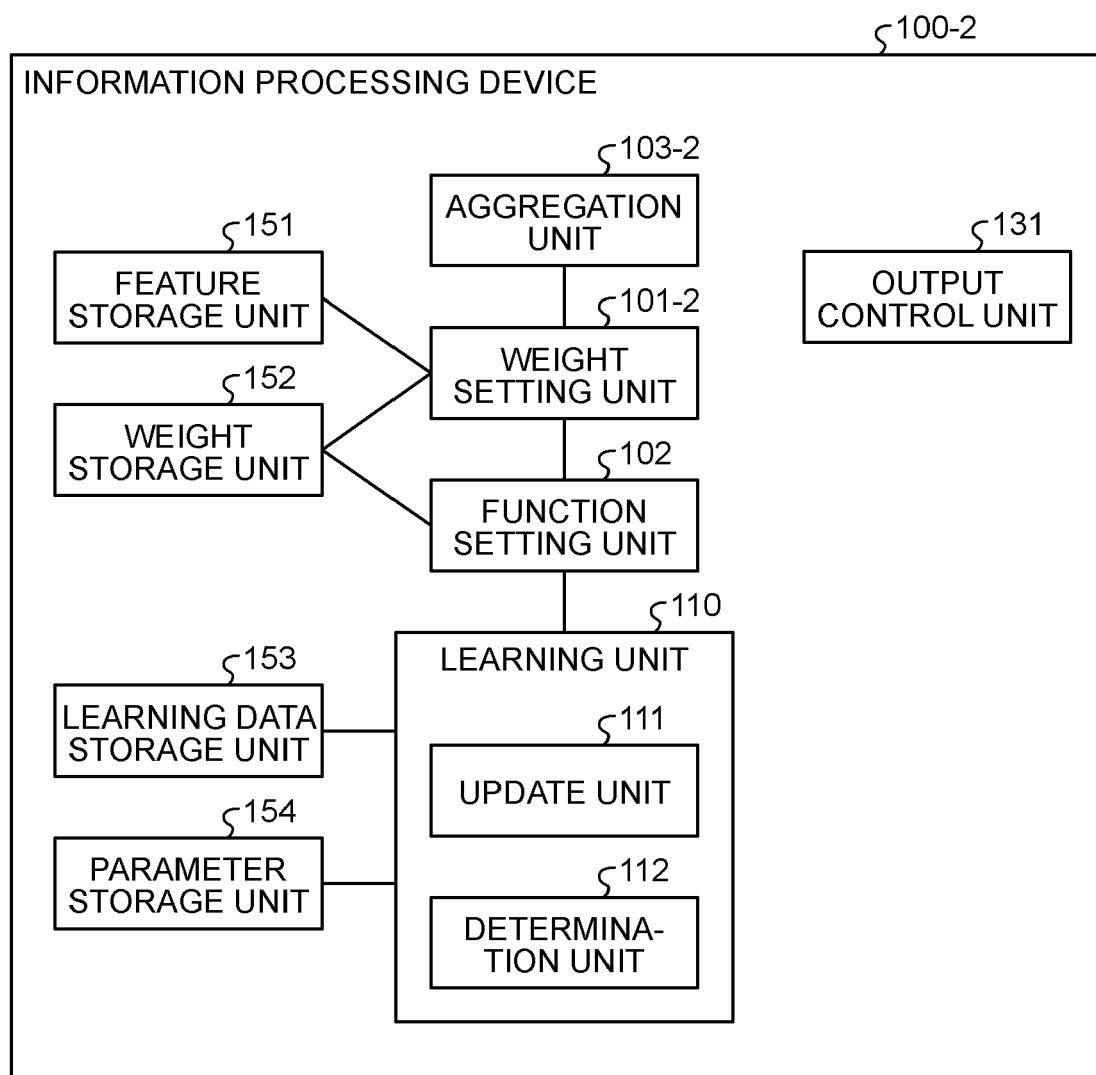 100-2
INFORMATION PROCESSING DEVICE
103-2
AGGREGATION
UNIT
151
FEATURE
STORAGE UNIT
131
OUTPUT
CONTROL UNIT
101-2
WEIGHT
SETTING UNIT
152
WEIGHT
STORAGE UNIT
102
FUNCTION
SETTING UNIT
110
LEARNING UNIT
153
LEARNING DATA
STORAGE UNIT
111
UPDATE UNIT
154
PARAMETER
STORAGE UNIT
112
DETERMINA-
TION UNIT